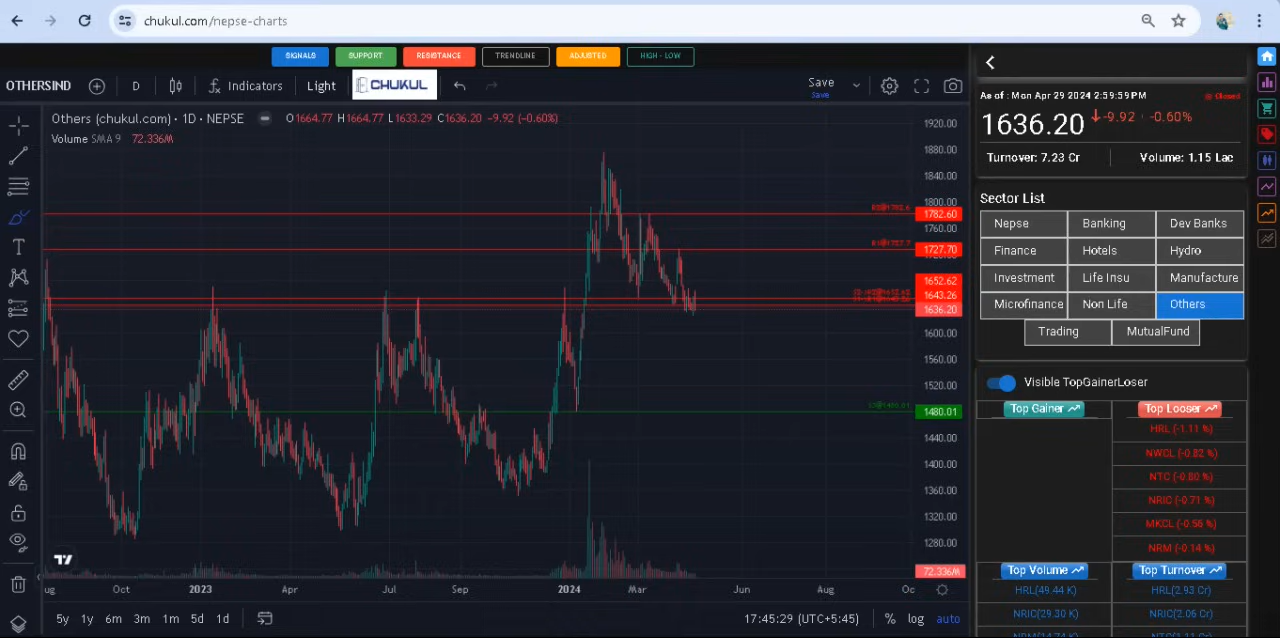 chukul.com/nepse-charts
SIGNALS SUPPORT RESISTANCE TRENDLINE ADJUSTED HIGH - LOW
OTHERSIND D Indicators Light CHUKUL Save
Save
Others (chukul.com) · 1D · NEPSE O1664.77 H1664.77 L1633.29 C1636.20 -9.92 (-0.60%)
Volume SMA 9 72.336M
1920.00
1880.00
1840.00
1800.00
1782.60
1760.00
1727.70
1652.62
1643.26
1636.20
1600.00
1560.00
1520.00
1480.01
1440.00
1400.00
1360.00
1320.00
1280.00
72.336M
ug Oct 2023 Apr Jul Sep 2024 Mar Jun Aug Oc
5y 1y 6m 3m 1m 5d 1d 17:45:29 (UTC+5:45) % log auto
As of : Mon Apr 29 2024 2:59:59 PM Closed
1636.20 -9.92 -0.60%
Turnover: 7.23 Cr Volume: 1.15 Lac
Sector List
Nepse Banking Dev Banks
Finance Hotels Hydro
Investment Life Insu Manufacture
Microfinance Non Life Others
Trading MutualFund
Visible TopGainerLoser
Top Gainer Top Looser
HRL (-1.11 %)
NWCL (-0.82 %)
NTC (-0.80 %)
NRIC (-0.71 %)
MKCL (-0.56 %)
NRM (-0.14 %)
Top Volume Top Turnover
HRL(49.44 K) HRL(2.93 Cr)
NRIC(29.30 K) NRIC(2.06 Cr)